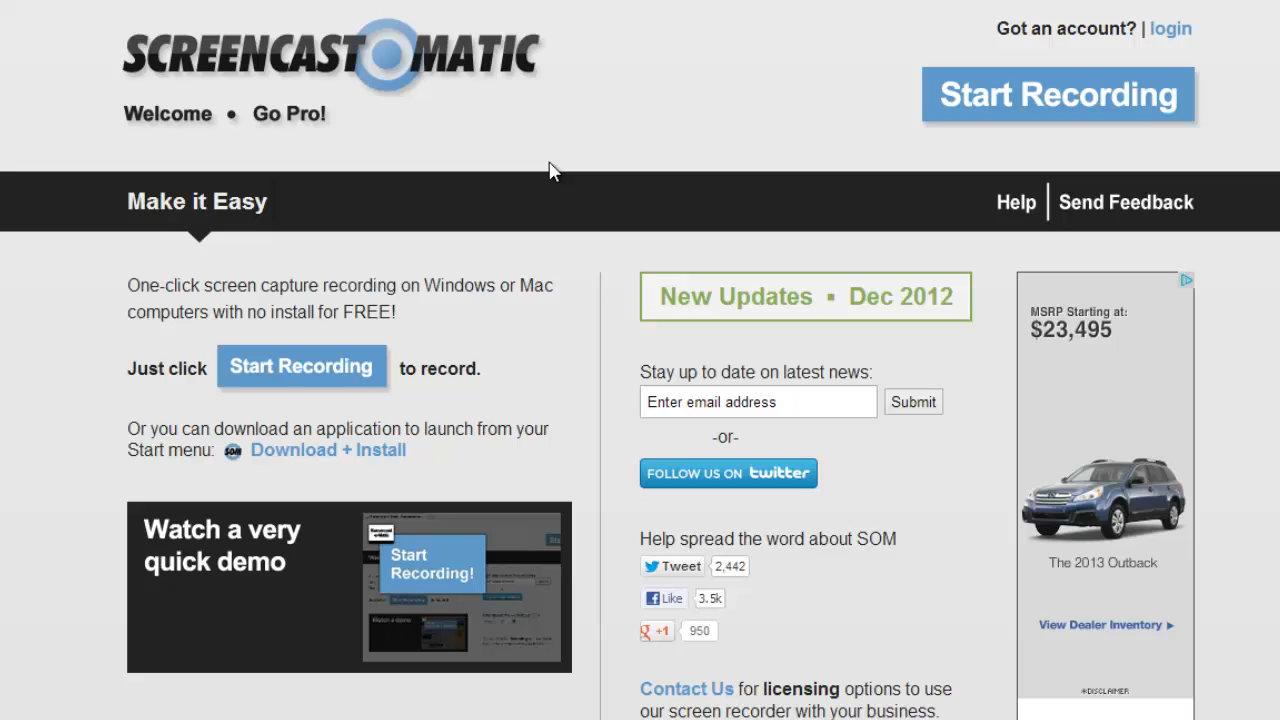 SCREENCAST-O-MATIC
Got an account? | login
Start Recording
Welcome • Go Pro!
Make it Easy
Help
Send Feedback
One-click screen capture recording on Windows or Mac
computers with no install for FREE!
Just click Start Recording to record.
Or you can download an application to launch from your
Start menu: SOM Download + Install
Watch a very
quick demo
Start
Recording!
New Updates ▪ Dec 2012
Stay up to date on latest news:
Enter email address Submit
-or-
FOLLOW US ON twitter
Help spread the word about SOM
Tweet 2,442
Like 3.5k
+1 950
Contact Us for licensing options to use
our screen recorder with your business.
MSRP Starting at:
$23,495
The 2013 Outback
View Dealer Inventory ▶
*DISCLAIMER